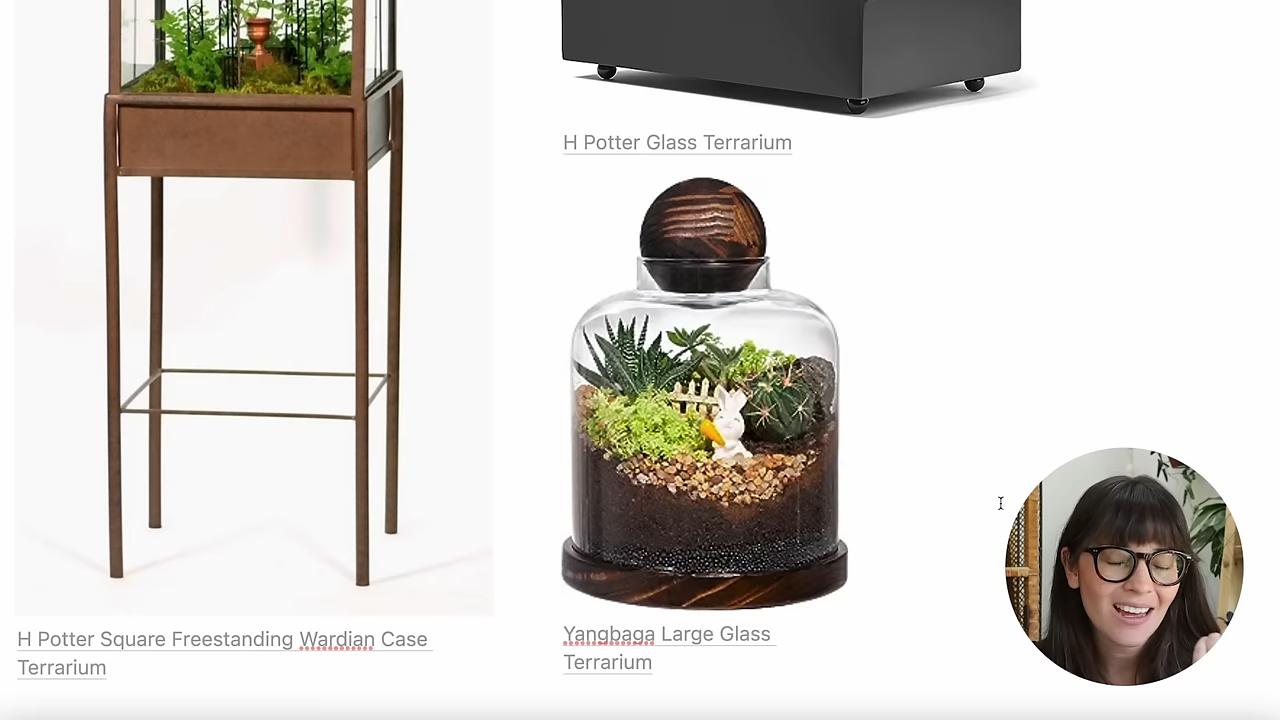 H Potter Glass Terrarium
H Potter Square Freestanding Wardian Case
Terrarium
Yangbaga Large Glass
Terrarium